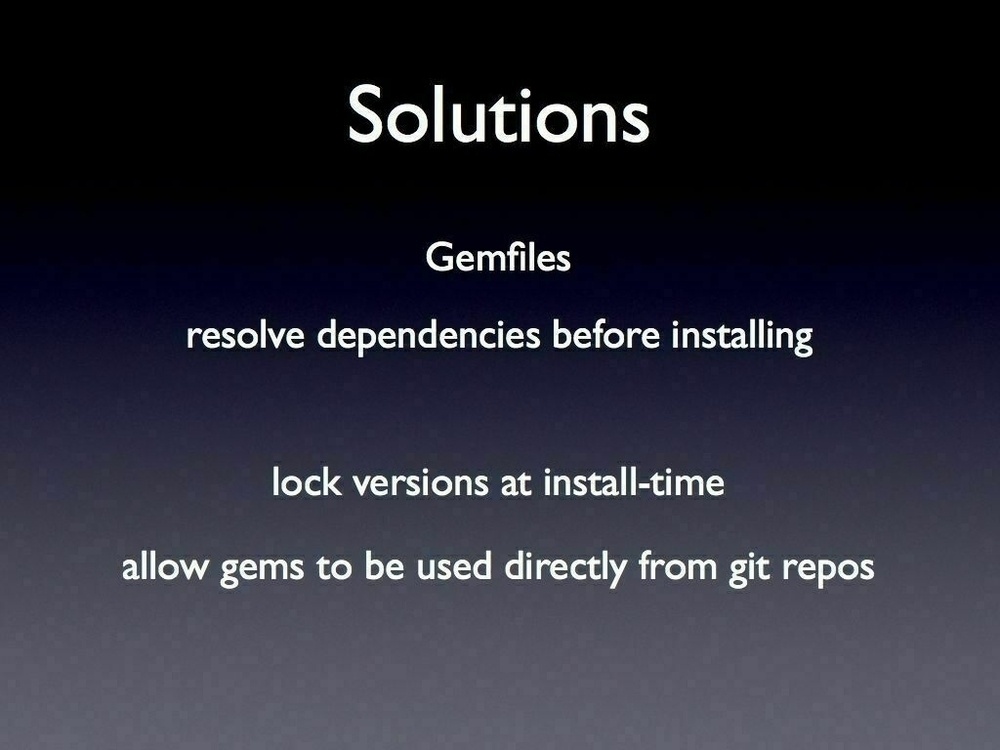 Solutions
Gemfiles
resolve dependencies before installing
lock versions at install-time
allow gems to be used directly from git repos